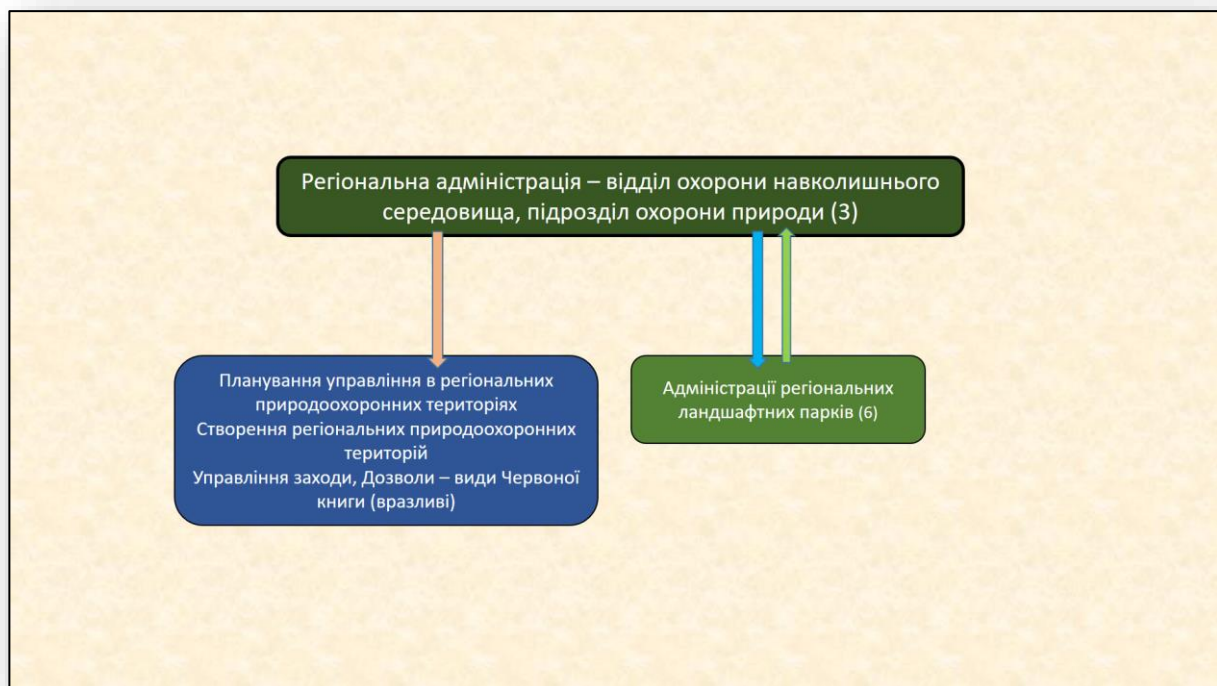 Регіональна адміністрація – відділ охорони навколишнього
середовища, підрозділ охорони природи (3)
Планування управління в регіональних
природоохоронних територіях
Створення регіональних природоохоронних
територій
Управління заходи, Дозволи – види Червоної
книги (вразливі)
Адміністрації регіональних
ландшафтних парків (6)